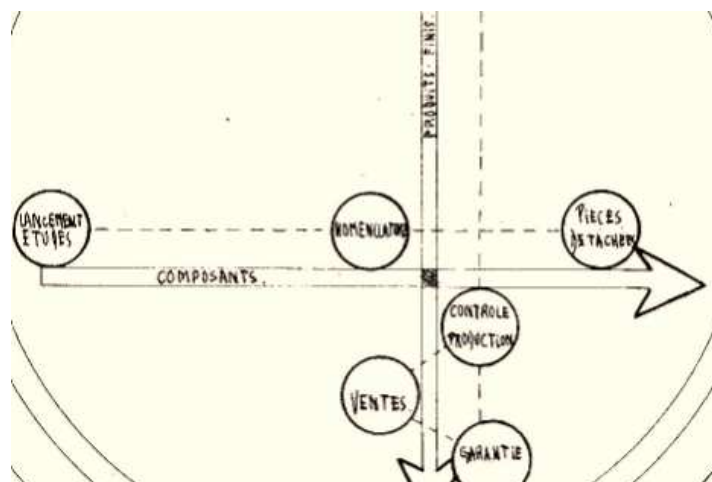 PRODUITS FINIS.
LANCEMENT
ETUDES
NOMENCLATURE
PIECES
DETACHEES
COMPOSANTS.
CONTROLE
PRODUCTION
VENTES
GARANTIE